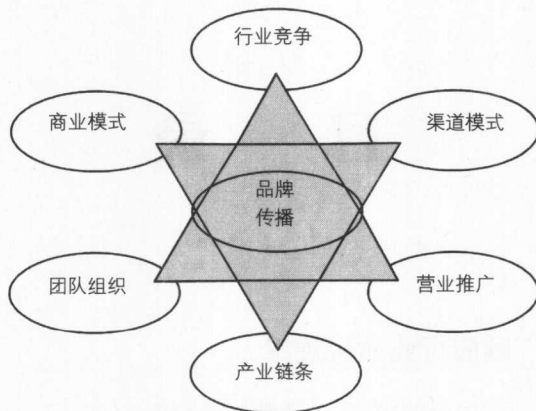 行业竞争
商业模式
渠道模式
品牌
传播
团队组织
营业推广
产业链条